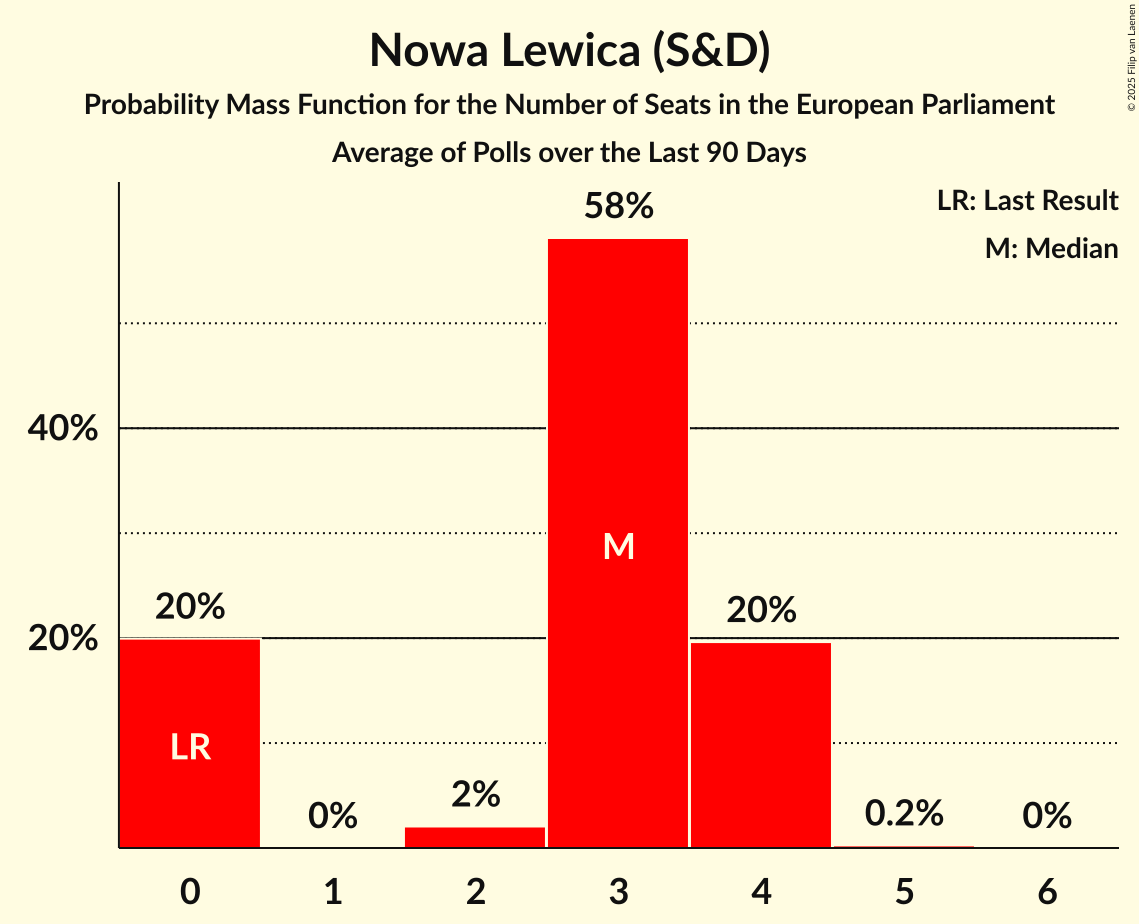 Nowa Lewica (S&D)
Probability Mass Function for the Number of Seats in the European Parliament
Average of Polls over the Last 90 Days
© 2025 Filip van Laenen
LR: Last Result
M: Median
58%
40%
M
20%
20%
20%
LR
2%
0%
0.2%
0%
0 1 2 3 4 5 6